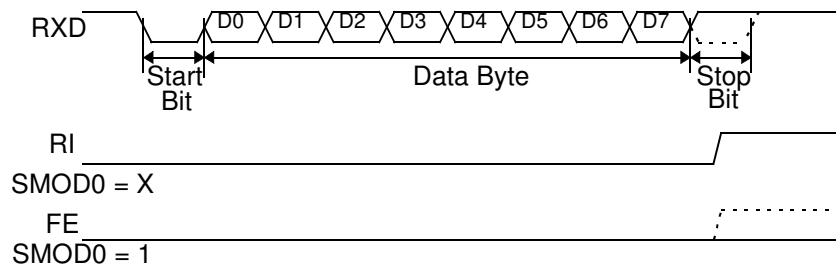 RXD D0 D1 D2 D3 D4 D5 D6 D7
Start Bit
Data Byte
Stop Bit
RI
SMOD0 = X
FE
SMOD0 = 1